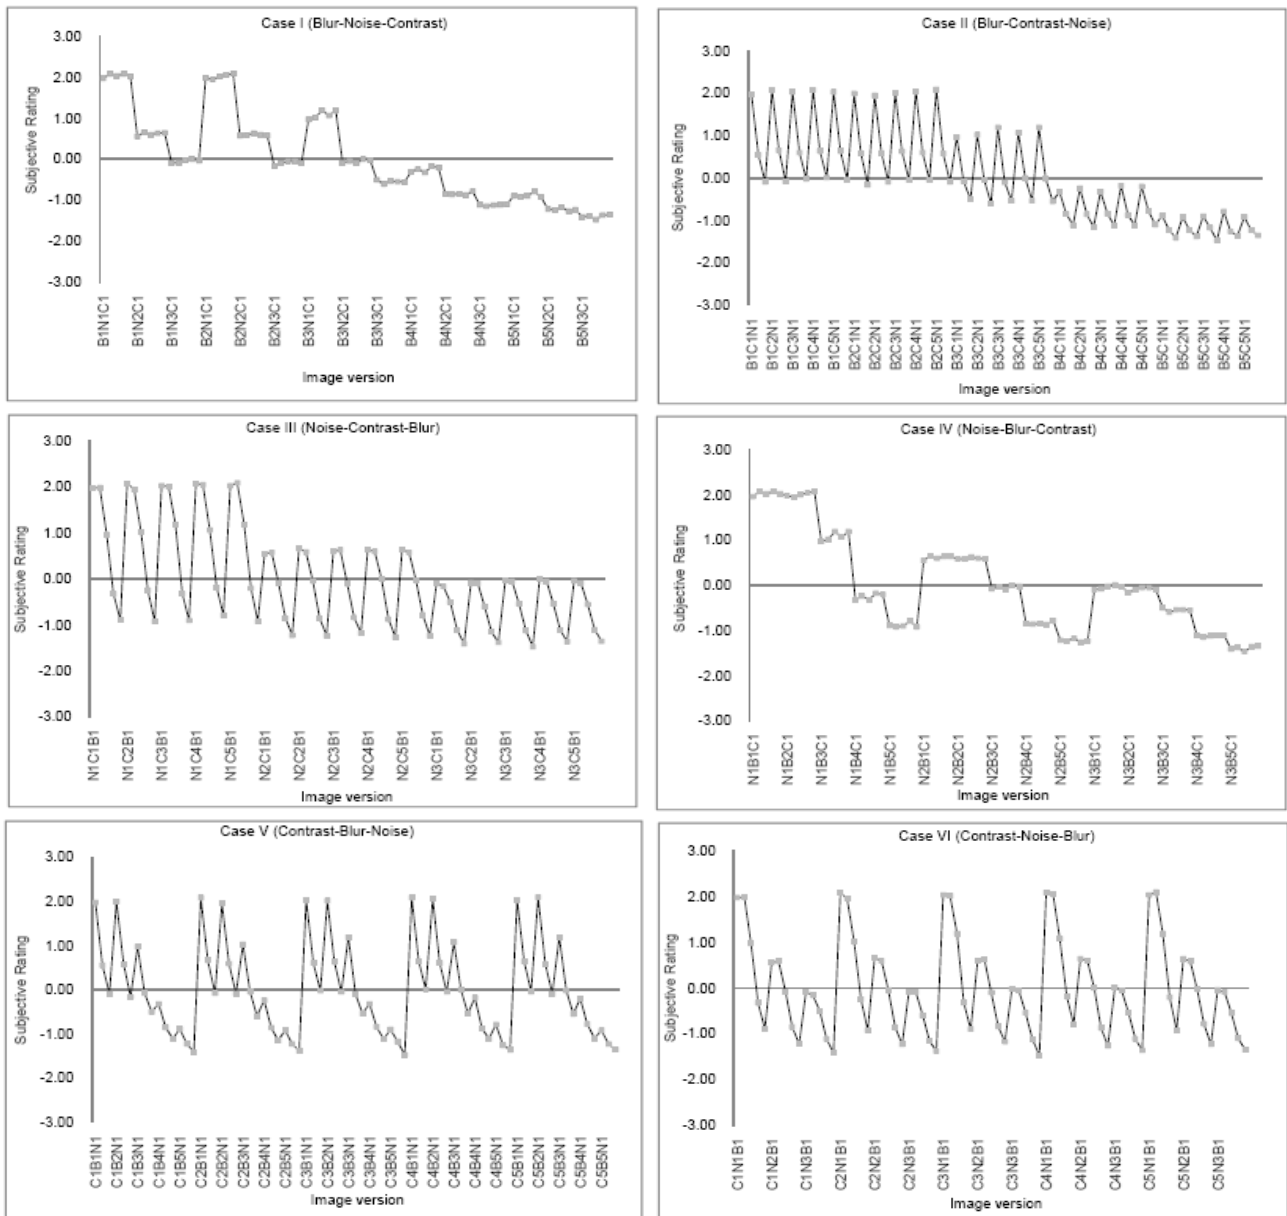 Case I (Blur-Noise-Contrast)
3.00
2.00
1.00
0.00
-1.00
-2.00
-3.00
Subjective Rating
B1N1C1
B1N2C1
B1N3C1
B2N1C1
B2N2C1
B2N3C1
B3N1C1
B3N2C1
B3N3C1
B4N1C1
B4N2C1
B4N3C1
B5N1C1
B5N2C1
B5N3C1
Image version
Case II (Blur-Contrast-Noise)
3.00
2.00
1.00
0.00
-1.00
-2.00
-3.00
Subjective Rating
B1C1N1
B1C2N1
B1C3N1
B1C4N1
B1C5N1
B2C1N1
B2C2N1
B2C3N1
B2C4N1
B2C5N1
B3C1N1
B3C2N1
B3C3N1
B3C4N1
B3C5N1
B4C1N1
B4C2N1
B4C3N1
B4C4N1
B4C5N1
B5C1N1
B5C2N1
B5C3N1
B5C4N1
B5C5N1
Image version
Case III (Noise-Contrast-Blur)
3.00
2.00
1.00
0.00
-1.00
-2.00
-3.00
Subjective Rating
N1C1B1
N1C2B1
N1C3B1
N1C4B1
N1C5B1
N2C1B1
N2C2B1
N2C3B1
N2C4B1
N2C5B1
N3C1B1
N3C2B1
N3C3B1
N3C4B1
N3C5B1
Image version
Case IV (Noise-Blur-Contrast)
3.00
2.00
1.00
0.00
-1.00
-2.00
-3.00
Subjective Rating
N1B1C1
N1B2C1
N1B3C1
N1B4C1
N1B5C1
N2B1C1
N2B2C1
N2B3C1
N2B4C1
N2B5C1
N3B1C1
N3B2C1
N3B3C1
N3B4C1
N3B5C1
Image version
Case V (Contrast-Blur-Noise)
3.00
2.00
1.00
0.00
-1.00
-2.00
-3.00
Subjective Rating
C1B1N1
C1B2N1
C1B3N1
C1B4N1
C1B5N1
C2B1N1
C2B2N1
C2B3N1
C2B4N1
C2B5N1
C3B1N1
C3B2N1
C3B3N1
C3B4N1
C3B5N1
C4B1N1
C4B2N1
C4B3N1
C4B4N1
C4B5N1
C5B1N1
C5B2N1
C5B3N1
C5B4N1
C5B5N1
Image version
Case VI (Contrast-Noise-Blur)
3.00
2.00
1.00
0.00
-1.00
-2.00
-3.00
Subjective Rating
C1N1B1
C1N2B1
C1N3B1
C2N1B1
C2N2B1
C2N3B1
C3N1B1
C3N2B1
C3N3B1
C4N1B1
C4N2B1
C4N3B1
C5N1B1
C5N2B1
C5N3B1
Image version